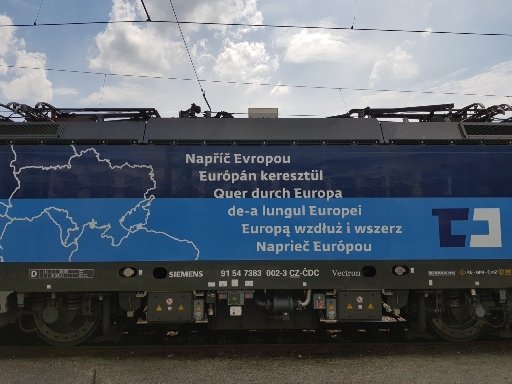 Napříč Evropou
Európán keresztül
Quer durch Europa
de-a lungul Europei
Europą wzdłuż i wszerz
Naprieč Európou
D
SIEMENS 91 54 7383 002-3 CZ-ČDC Vectron